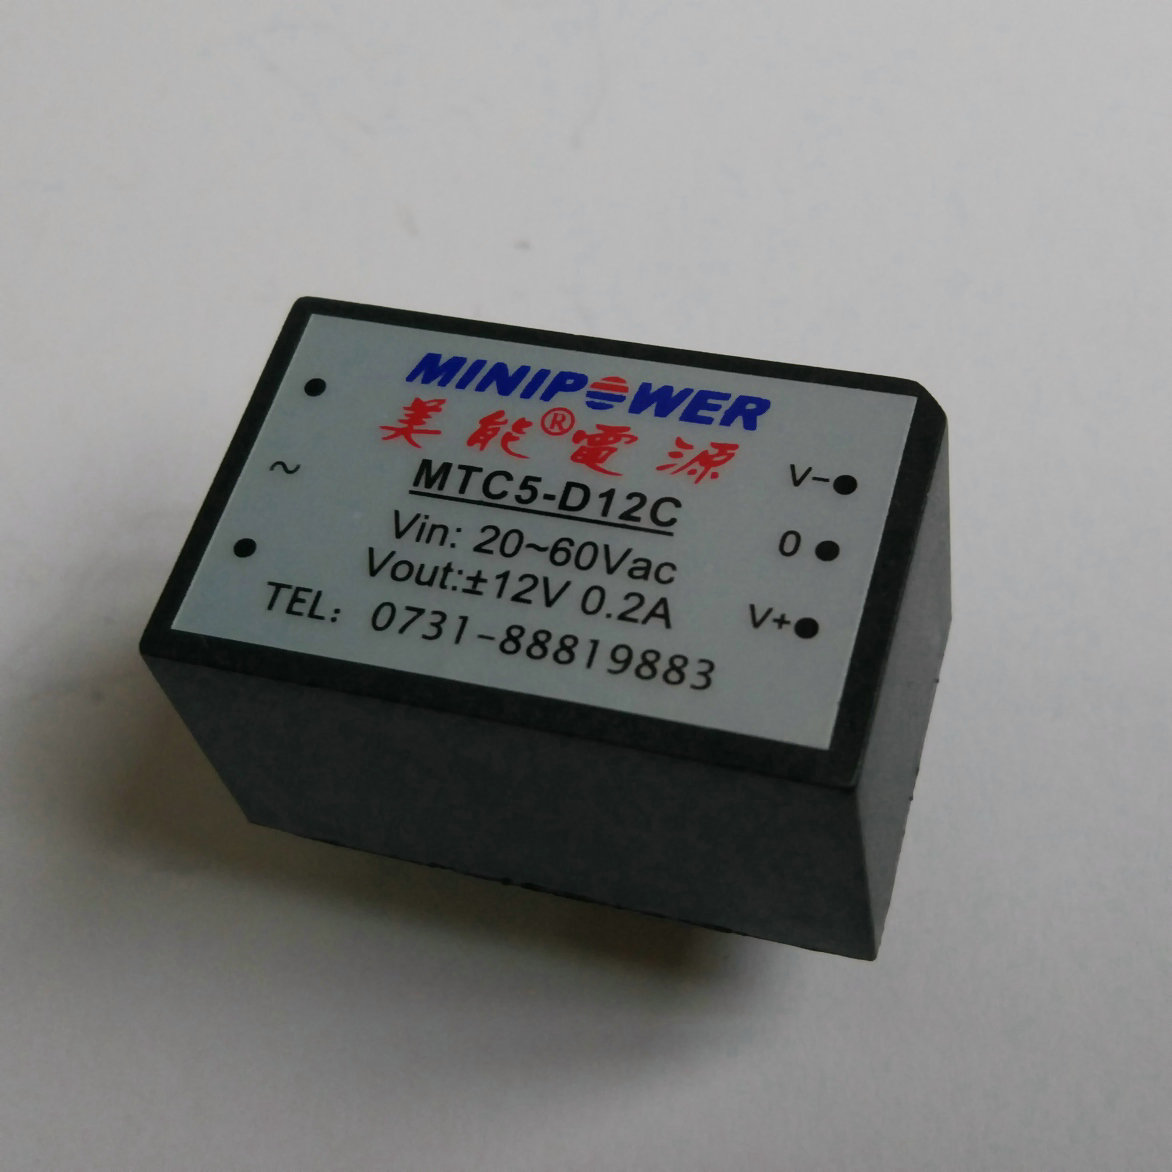 MINIPOWER
美能®電源
MTC5-D12C
Vin: 20~60Vac
Vout:±12V 0.2A
TEL: 0731-88819883
~
V-
0
V+